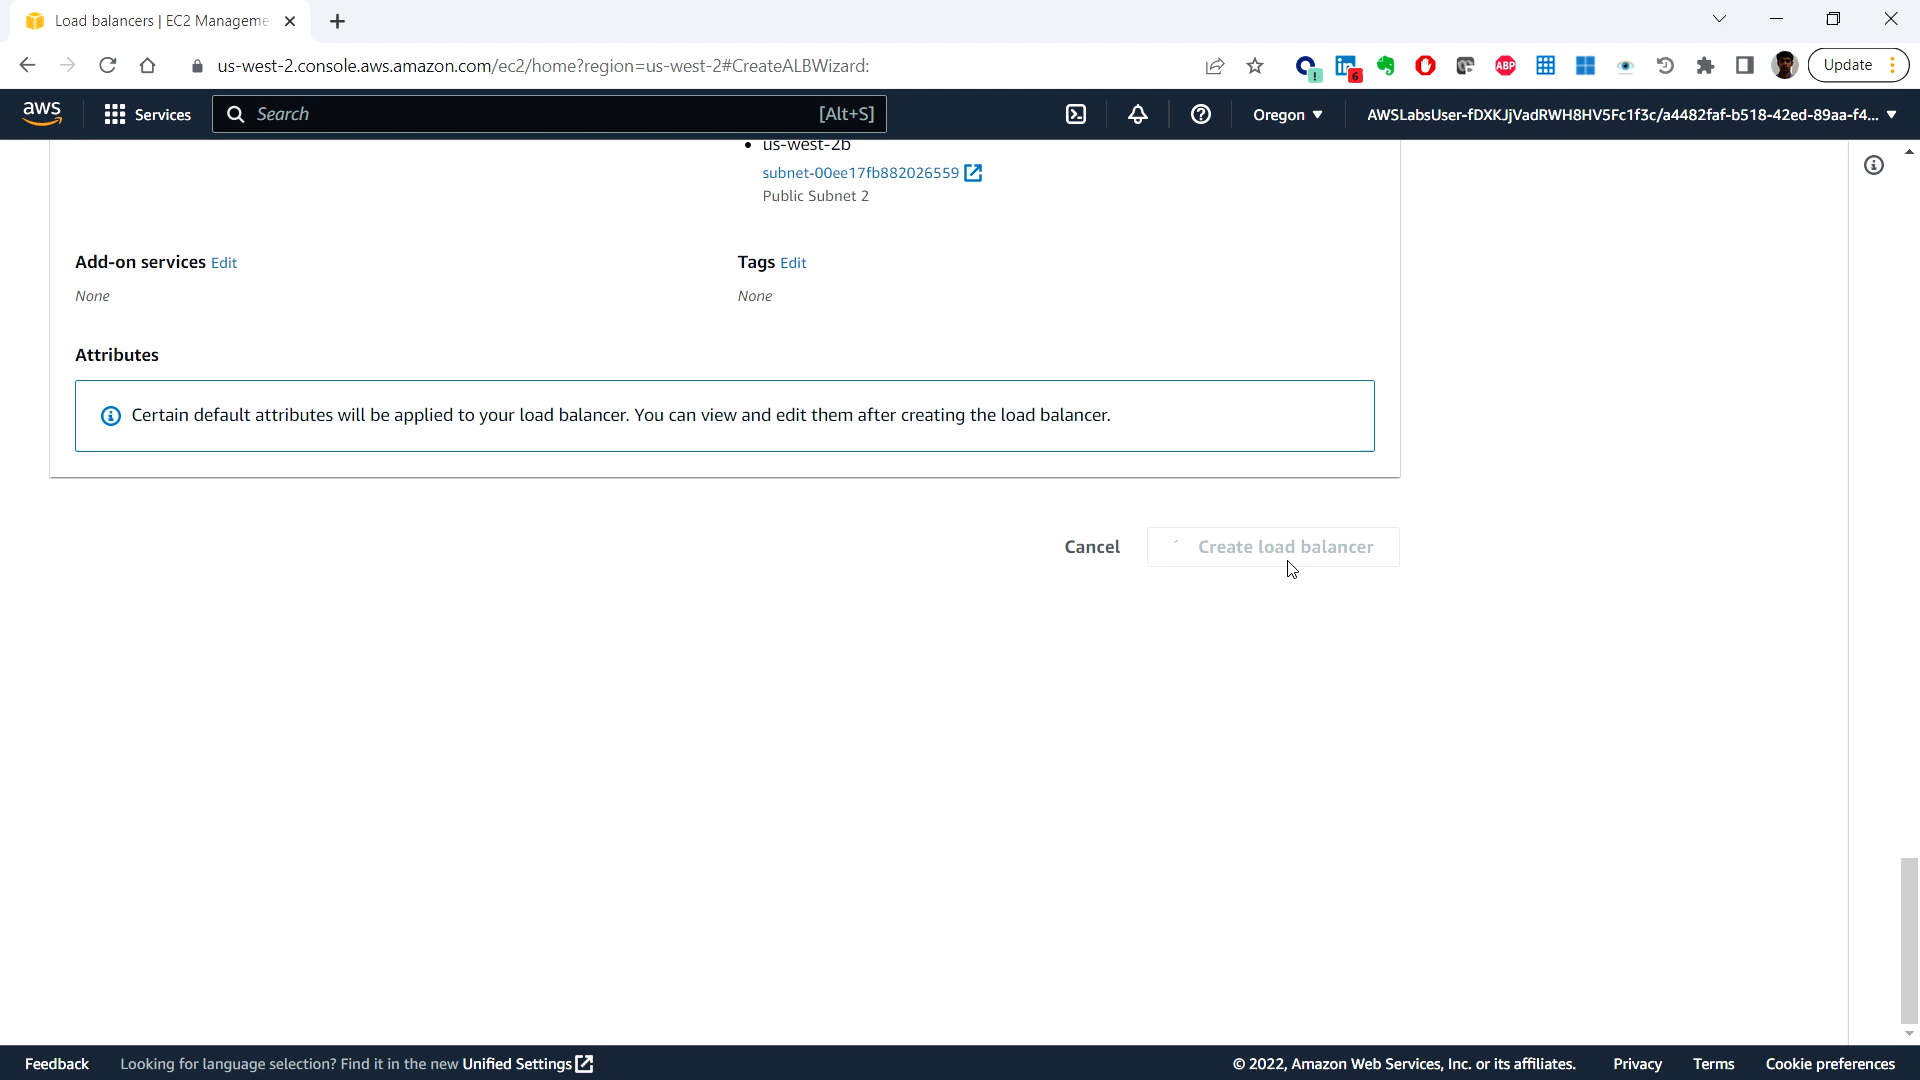 Load balancers | EC2 Manageme
us-west-2.console.aws.amazon.com/ec2/home?region=us-west-2#CreateALBWizard:
6
ABP
Update
aws
Services
Search
[Alt+S]
Oregon
AWSLabsUser-fDXKJjVadRWH8HV5Fc1f3c/a4482faf-b518-42ed-89aa-f4...
us-west-2b
subnet-00ee17fb882026559
Public Subnet 2
Add-on services Edit
None
Tags Edit
None
Attributes
Certain default attributes will be applied to your load balancer. You can view and edit them after creating the load balancer.
Cancel
Create load balancer
Feedback
Looking for language selection? Find it in the new Unified Settings
© 2022, Amazon Web Services, Inc. or its affiliates.
Privacy
Terms
Cookie preferences